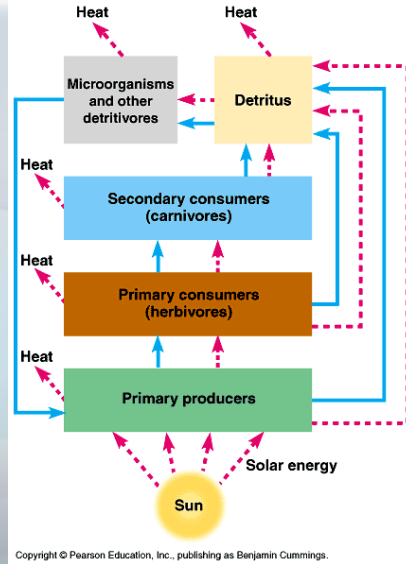 Heat
Heat
Microorganisms
and other
detritivores
Detritus
Heat
Secondary consumers
(carnivores)
Heat
Primary consumers
(herbivores)
Heat
Primary producers
Solar energy
Sun
Copyright © Pearson Education, Inc., publishing as Benjamin Cummings.